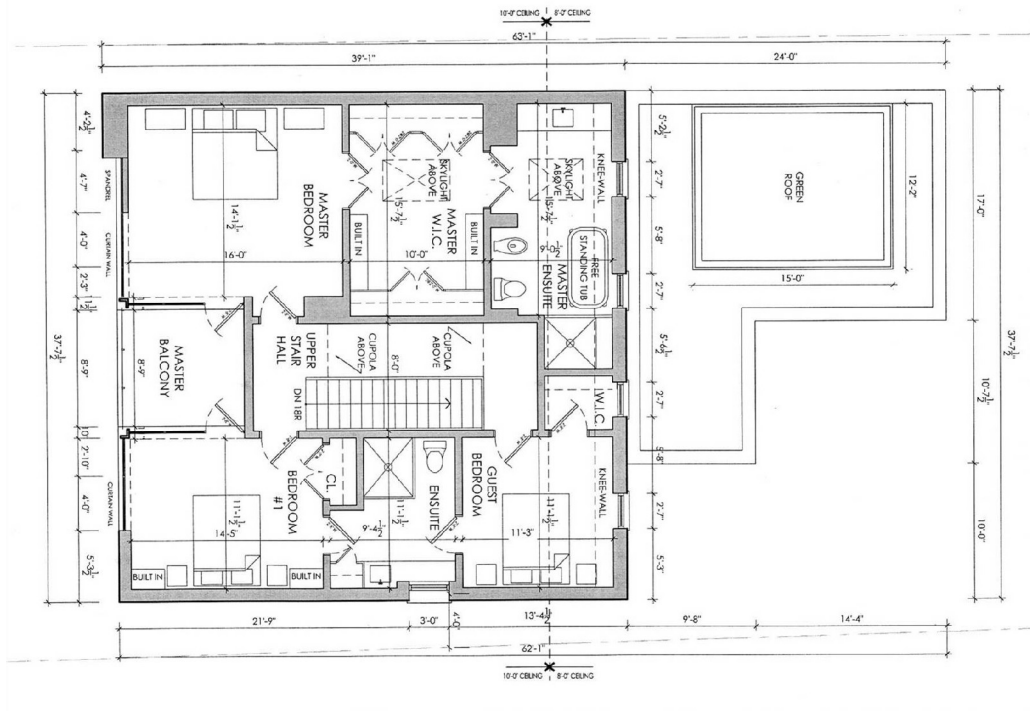 10'-0" CEILING 8'-0" CEILING
63'-1"
39'-1"
24'-0"
4'-2½"
4'-7"
4'-0"
2'-3"
8'-9"
10"
2'-10"
4'-0"
5'-3½"
37'-7½"
SPANDREL
CURTAIN WALL
CURTAIN WALL
MASTER
BEDROOM
14'-1½"
16'-0"
MASTER
W.I.C.
SKYLIGHT
ABOVE
15'-7½"
BUILT IN
BUILT IN
10'-0"
MASTER
ENSUITE
SKYLIGHT
ABOVE
15'-7½"
9'-0½"
KNEE-WALL
FREE
STANDING TUB
5'-2½"
2'-7"
5'-8"
2'-7"
5'-6½"
2'-7"
5'-8"
2'-7"
5'-3"
GREEN
ROOF
12'-2"
15'-0"
17'-0"
10'-7½"
10'-0"
37'-7½"
MASTER
BALCONY
8'-9"
UPPER
STAIR
HALL
DN 18R
CUPOLA
ABOVE
8'-0"
CUPOLA
ABOVE
W.I.C.
BEDROOM
#1
11'-1½"
14'-5"
BUILT IN
BUILT IN
CL.
ENSUITE
11'-1½"
9'-4½"
GUEST
BEDROOM
11'-1½"
11'-3"
KNEE-WALL
21'-9"
3'-0"
4'-0"
13'-4½"
9'-8"
14'-4"
62'-1"
10'-0" CEILING 8'-0" CEILING